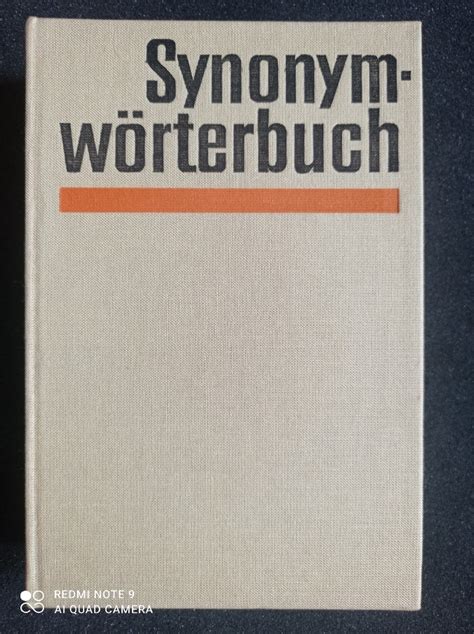 Synonym-
wörterbuch
REDMI NOTE 9
AI QUAD CAMERA